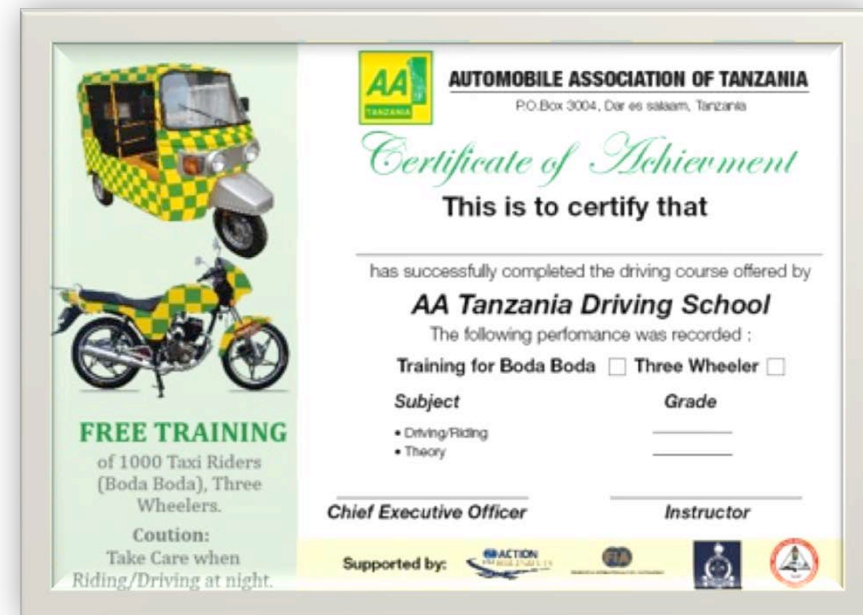 AA
TANZANIA
AUTOMOBILE ASSOCIATION OF TANZANIA
P.O.Box 3004, Dar es salaam, Tanzania
Certificate of Achievment
This is to certify that
has successfully completed the driving course offered by
AA Tanzania Driving School
The following perfomance was recorded :
Training for Boda Boda Three Wheeler
Subject Grade
• Driving/Riding
• Theory
Chief Executive Officer Instructor
Supported by: ACTION FIA
FREE TRAINING
of 1000 Taxi Riders
(Boda Boda), Three
Wheelers.
Coution:
Take Care when
Riding/Driving at night.